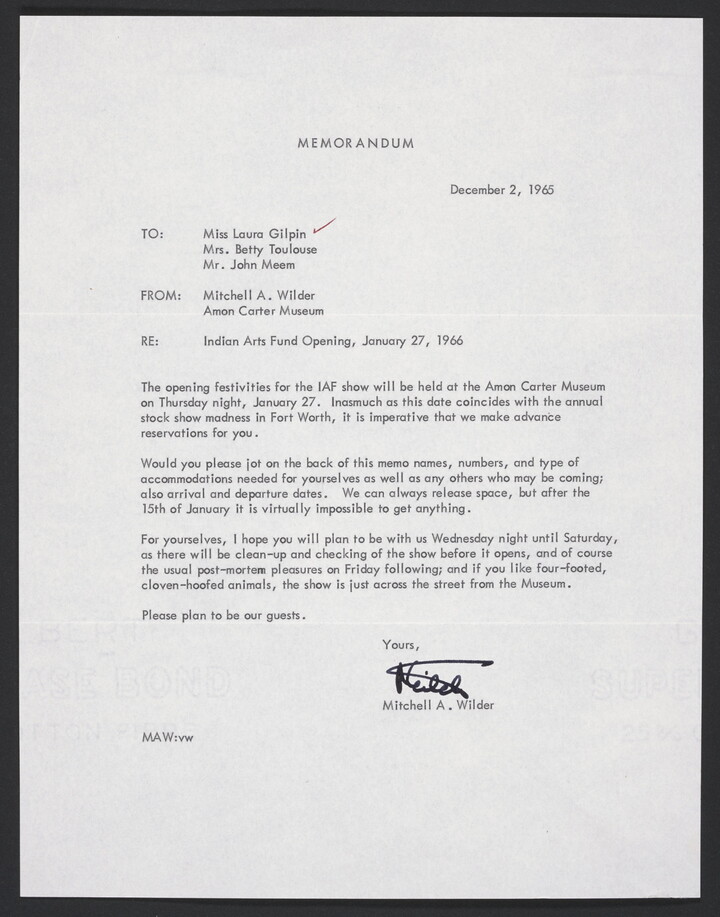 MEMORANDUM
December 2, 1965
TO: Miss Laura Gilpin
Mrs. Betty Toulouse
Mr. John Meem
FROM: Mitchell A. Wilder
Amon Carter Museum
RE: Indian Arts Fund Opening, January 27, 1966
The opening festivities for the IAF show will be held at the Amon Carter Museum
on Thursday night, January 27. Inasmuch as this date coincides with the annual
stock show madness in Fort Worth, it is imperative that we make advance
reservations for you.
Would you please jot on the back of this memo names, numbers, and type of
accommodations needed for yourselves as well as any others who may be coming;
also arrival and departure dates. We can always release space, but after the
15th of January it is virtually impossible to get anything.
For yourselves, I hope you will plan to be with us Wednesday night until Saturday,
as there will be clean-up and checking of the show before it opens, and of course
the usual post-mortem pleasures on Friday following; and if you like four-footed,
cloven-hoofed animals, the show is just across the street from the Museum.
Please plan to be our guests.
Yours,
Mitchell A. Wilder
MAW:vw